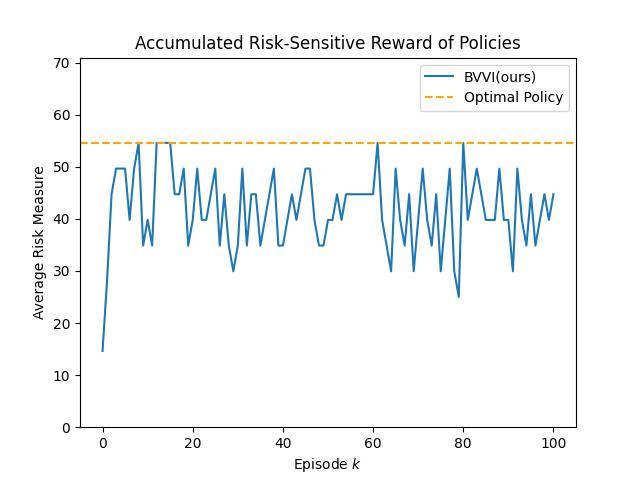 Accumulated Risk-Sensitive Reward of Policies
BVVI(ours)
Optimal Policy
Average Risk Measure
70
60
50
40
30
20
10
0
0 20 40 60 80 100
Episode k